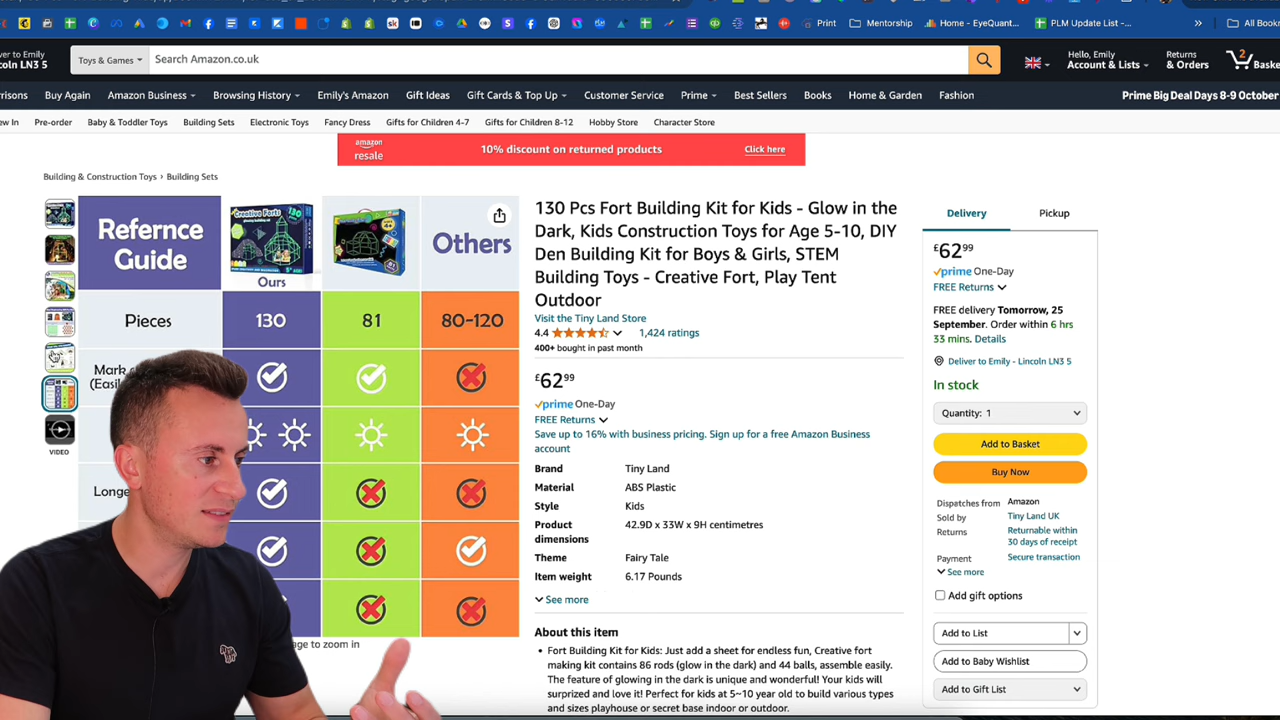 Print
Mentorship
Home - EyeQuant...
PLM Update List -...
»
All Bookm
ver to Emily
coln LN3 5
Toys & Games
Search Amazon.co.uk
Hello, Emily
Account & Lists
Returns
& Orders
2
Baske
rrisons
Buy Again
Amazon Business
Browsing History
Emily's Amazon
Gift Ideas
Gift Cards & Top Up
Customer Service
Prime
Best Sellers
Books
Home & Garden
Fashion
Prime Big Deal Days 8-9 October
ew In
Pre-order
Baby & Toddler Toys
Building Sets
Electronic Toys
Fancy Dress
Gifts for Children 4-7
Gifts for Children 8-12
Hobby Store
Character Store
amazon
resale
10% discount on returned products
Click here
Building & Construction Toys › Building Sets
VIDEO
Refernce
Guide
Creative Forts
130
Ours
Others
Pieces
130
81
80-120
Mark
(Easil
Longe
age to zoom in
130 Pcs Fort Building Kit for Kids - Glow in the
Dark, Kids Construction Toys for Age 5-10, DIY
Den Building Kit for Boys & Girls, STEM
Building Toys - Creative Fort, Play Tent
Outdoor
Visit the Tiny Land Store
4.4
1,424 ratings
400+ bought in past month
£62⁹⁹
prime One-Day
FREE Returns
Save up to 16% with business pricing. Sign up for a free Amazon Business
account
Brand Tiny Land
Material ABS Plastic
Style Kids
Product 42.9D x 33W x 9H centimetres
dimensions
Theme Fairy Tale
Item weight 6.17 Pounds
See more
About this item
• Fort Building Kit for Kids: Just add a sheet for endless fun, Creative fort
making kit contains 86 rods (glow in the dark) and 44 balls, assemble easily.
The feature of glowing in the dark is unique and wonderful! Your kids will
surprized and love it! Perfect for kids at 5~10 year old to build various types
and sizes playhouse or secret base indoor or outdoor.
Delivery
Pickup
£62⁹⁹
prime One-Day
FREE Returns
FREE delivery Tomorrow, 25
September. Order within 6 hrs
33 mins. Details
Deliver to Emily - Lincoln LN3 5
In stock
Quantity: 1
Add to Basket
Buy Now
Dispatches from Amazon
Sold by Tiny Land UK
Returns Returnable within
30 days of receipt
Payment Secure transaction
See more
Add gift options
Add to List
Add to Baby Wishlist
Add to Gift List